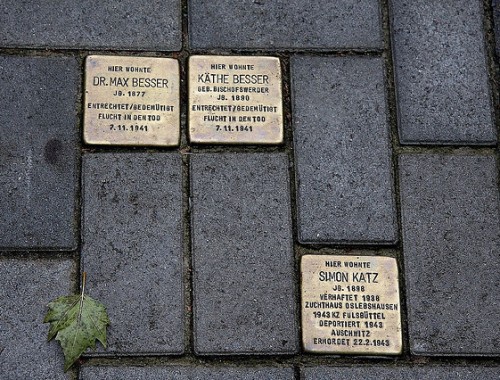 HIER WOHNTE
DR. MAX BESSER
JG. 1877
ENTRECHTET/GEDEMÜTIGT
FLUCHT IN DEN TOD
7.11.1941
HIER WOHNTE
KÄTHE BESSER
GEB. BISCHOFSWERDER
JG. 1890
ENTRECHTET/GEDEMÜTIGT
FLUCHT IN DEN TOD
7.11.1941
HIER WOHNTE
SIMON KATZ
JG. 1898
VERHAFTET 1938
ZUCHTHAUS OSLEBSHAUSEN
1943 KZ FULSBÜTTEL
DEPORTIERT 1943
AUSCHWITZ
ERMORDET 22.2.1943